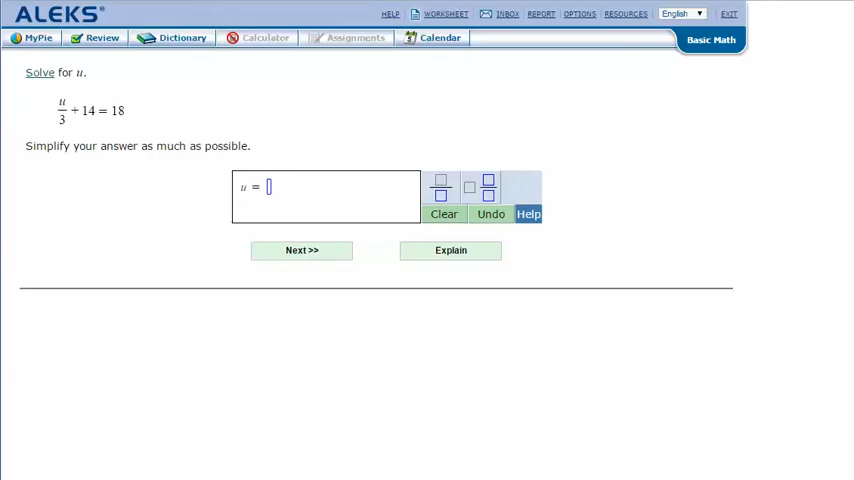 ALEKS®
HELP WORKSHEET INBOX REPORT OPTIONS RESOURCES English ▼ EXIT
MyPie Review Dictionary Calculator Assignments 5 Calendar Basic Math
Solve for u.
u/3 + 14 = 18
Simplify your answer as much as possible.
u =
Clear Undo Help
Next >> Explain